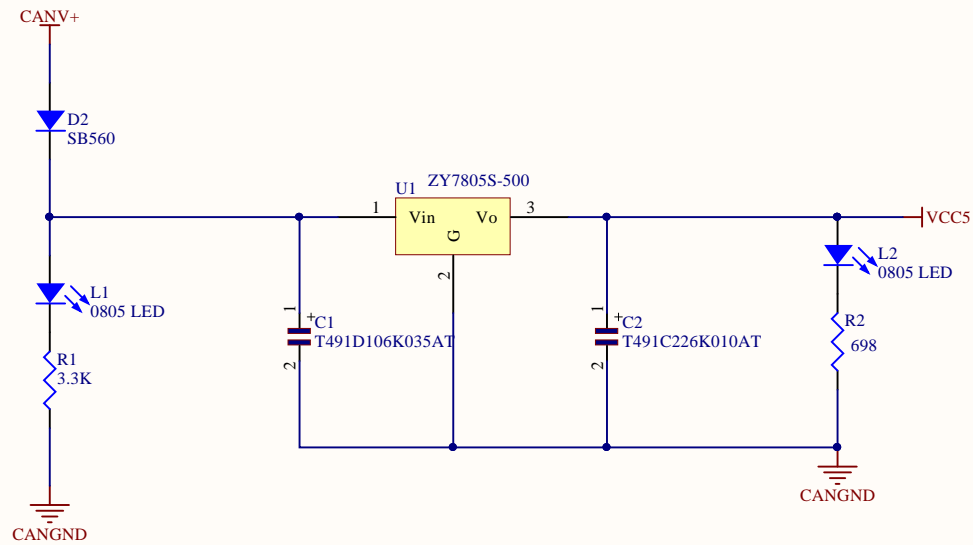 CANV+
D2
SB560
U1
ZY7805S-500
1
Vin
Vo
3
G
2
VCC5
L1
0805 LED
R1
3.3K
CANGND
1
+
C1
T491D106K035AT
2
1
+
C2
T491C226K010AT
2
L2
0805 LED
R2
698
CANGND